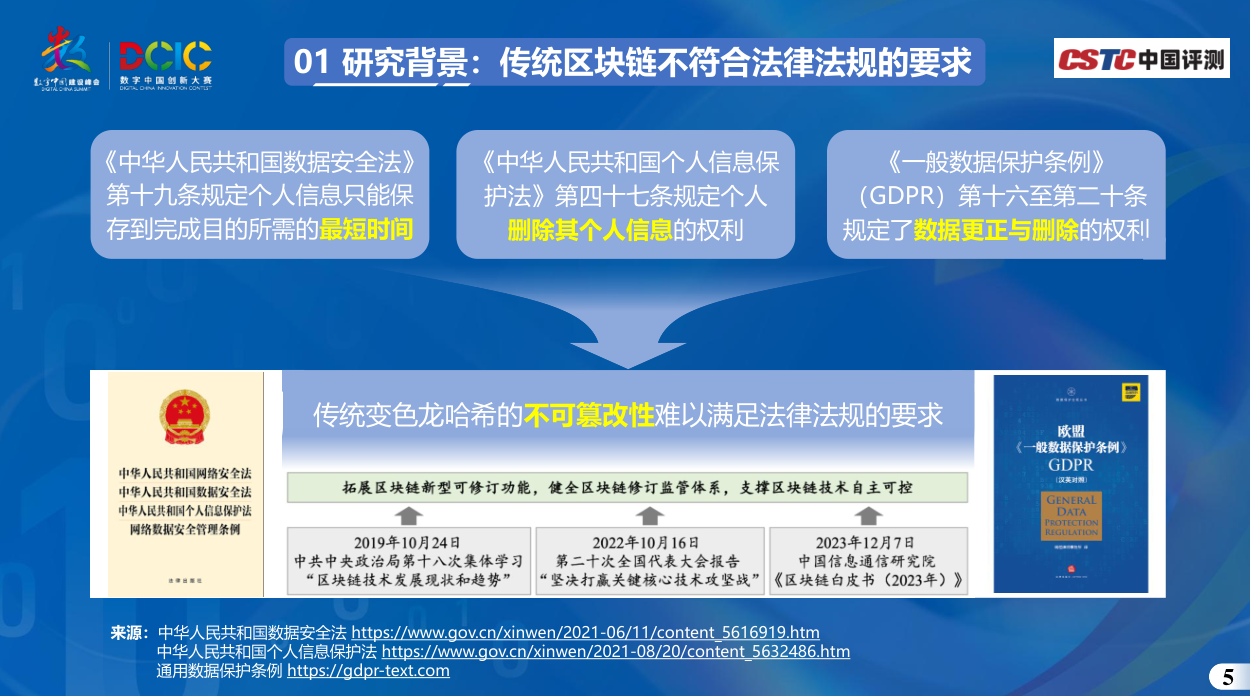 数字中国建设峰会
DIGITAL CHINA SUMMIT
DCIC
数字中国创新大赛
DIGITAL CHINA INNOVATION CONTEST
01 研究背景：传统区块链不符合法律法规的要求
CSTC中国评测
《中华人民共和国数据安全法》
第十九条规定个人信息只能保
存到完成目的所需的最短时间
《中华人民共和国个人信息保
护法》第四十七条规定个人
删除其个人信息的权利
《一般数据保护条例》
（GDPR）第十六至第二十条
规定了数据更正与删除的权利
传统变色龙哈希的不可篡改性难以满足法律法规的要求
中华人民共和国网络安全法
中华人民共和国数据安全法
中华人民共和国个人信息保护法
网络数据安全管理条例
法律出版社
拓展区块链新型可修订功能，健全区块链修订监管体系，支撑区块链技术自主可控
2019年10月24日
中共中央政治局第十八次集体学习
“区块链技术发展现状和趋势”
2022年10月16日
第二十次全国代表大会报告
“坚决打赢关键核心技术攻坚战”
2023年12月7日
中国信息通信研究院
《区块链白皮书（2023年）》
欧盟
《一般数据保护条例》
GDPR
（汉英对照）
GENERAL
DATA
PROTECTION
REGULATION
来源：中华人民共和国数据安全法 https://www.gov.cn/xinwen/2021-06/11/content_5616919.htm
中华人民共和国个人信息保护法 https://www.gov.cn/xinwen/2021-08/20/content_5632486.htm
通用数据保护条例 https://gdpr-text.com
5